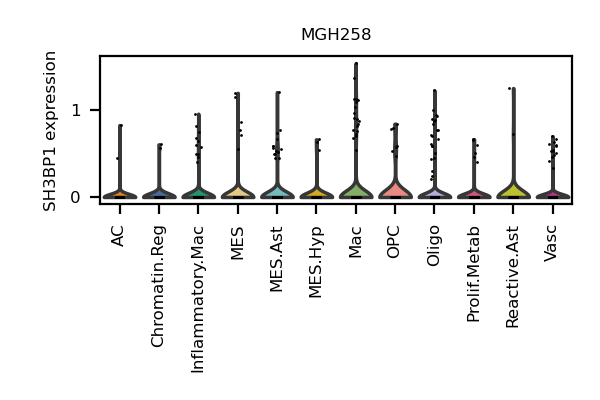 MGH258
SH3BP1 expression
1
0
AC
Chromatin.Reg
Inflammatory.Mac
MES
MES.Ast
MES.Hyp
Mac
OPC
Oligo
Prolif.Metab
Reactive.Ast
Vasc